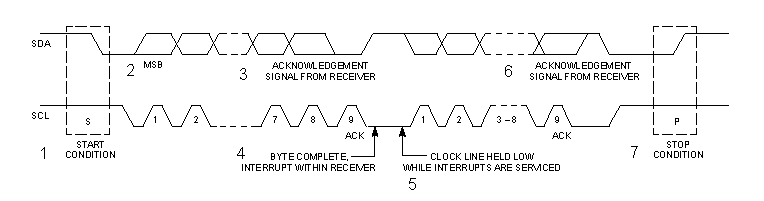 SDA
2
MSB
3
ACKNOWLEDGEMENT
SIGNAL FROM RECEIVER
6
ACKNOWLEDGEMENT
SIGNAL FROM RECEIVER
SCL
S
1
2
7
8
9
ACK
1
2
3 – 8
9
ACK
P
1
START
CONDITION
4
BYTE COMPLETE,
INTERRUPT WITHIN RECEIVER
CLOCK LINE HELD LOW
WHILE INTERRUPTS ARE SERVICED
5
7
STOP
CONDITION